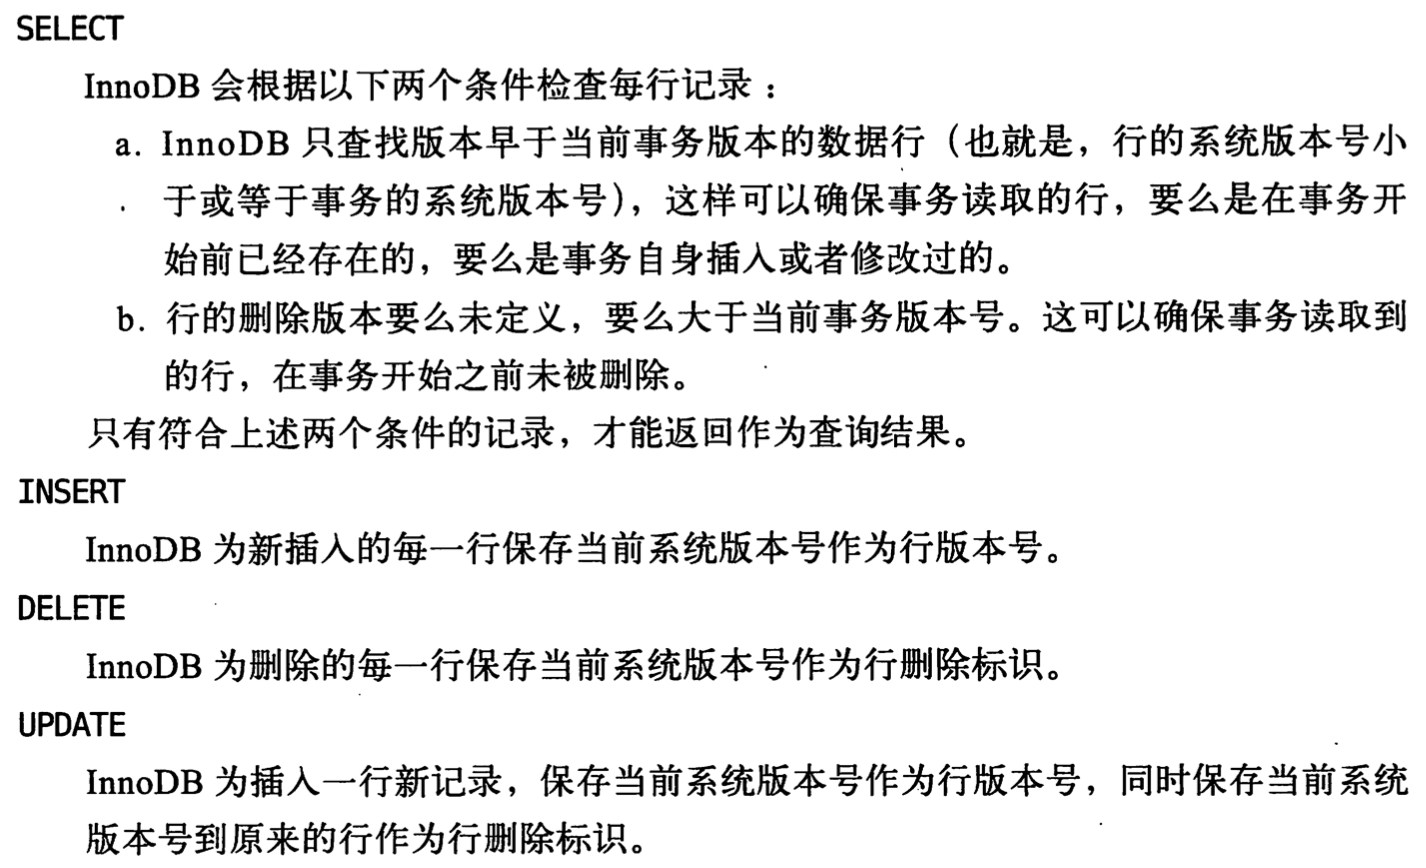 SELECT
InnoDB 会根据以下两个条件检查每行记录：
a. InnoDB 只查找版本早于当前事务版本的数据行（也就是，行的系统版本号小
于或等于事务的系统版本号），这样可以确保事务读取的行，要么是在事务开
始前已经存在的，要么是事务自身插入或者修改过的。
b. 行的删除版本要么未定义，要么大于当前事务版本号。这可以确保事务读取到
的行，在事务开始之前未被删除。
只有符合上述两个条件的记录，才能返回作为查询结果。
INSERT
InnoDB 为新插入的每一行保存当前系统版本号作为行版本号。
DELETE
InnoDB 为删除的每一行保存当前系统版本号作为行删除标识。
UPDATE
InnoDB 为插入一行新记录，保存当前系统版本号作为行版本号，同时保存当前系统
版本号到原来的行作为行删除标识。